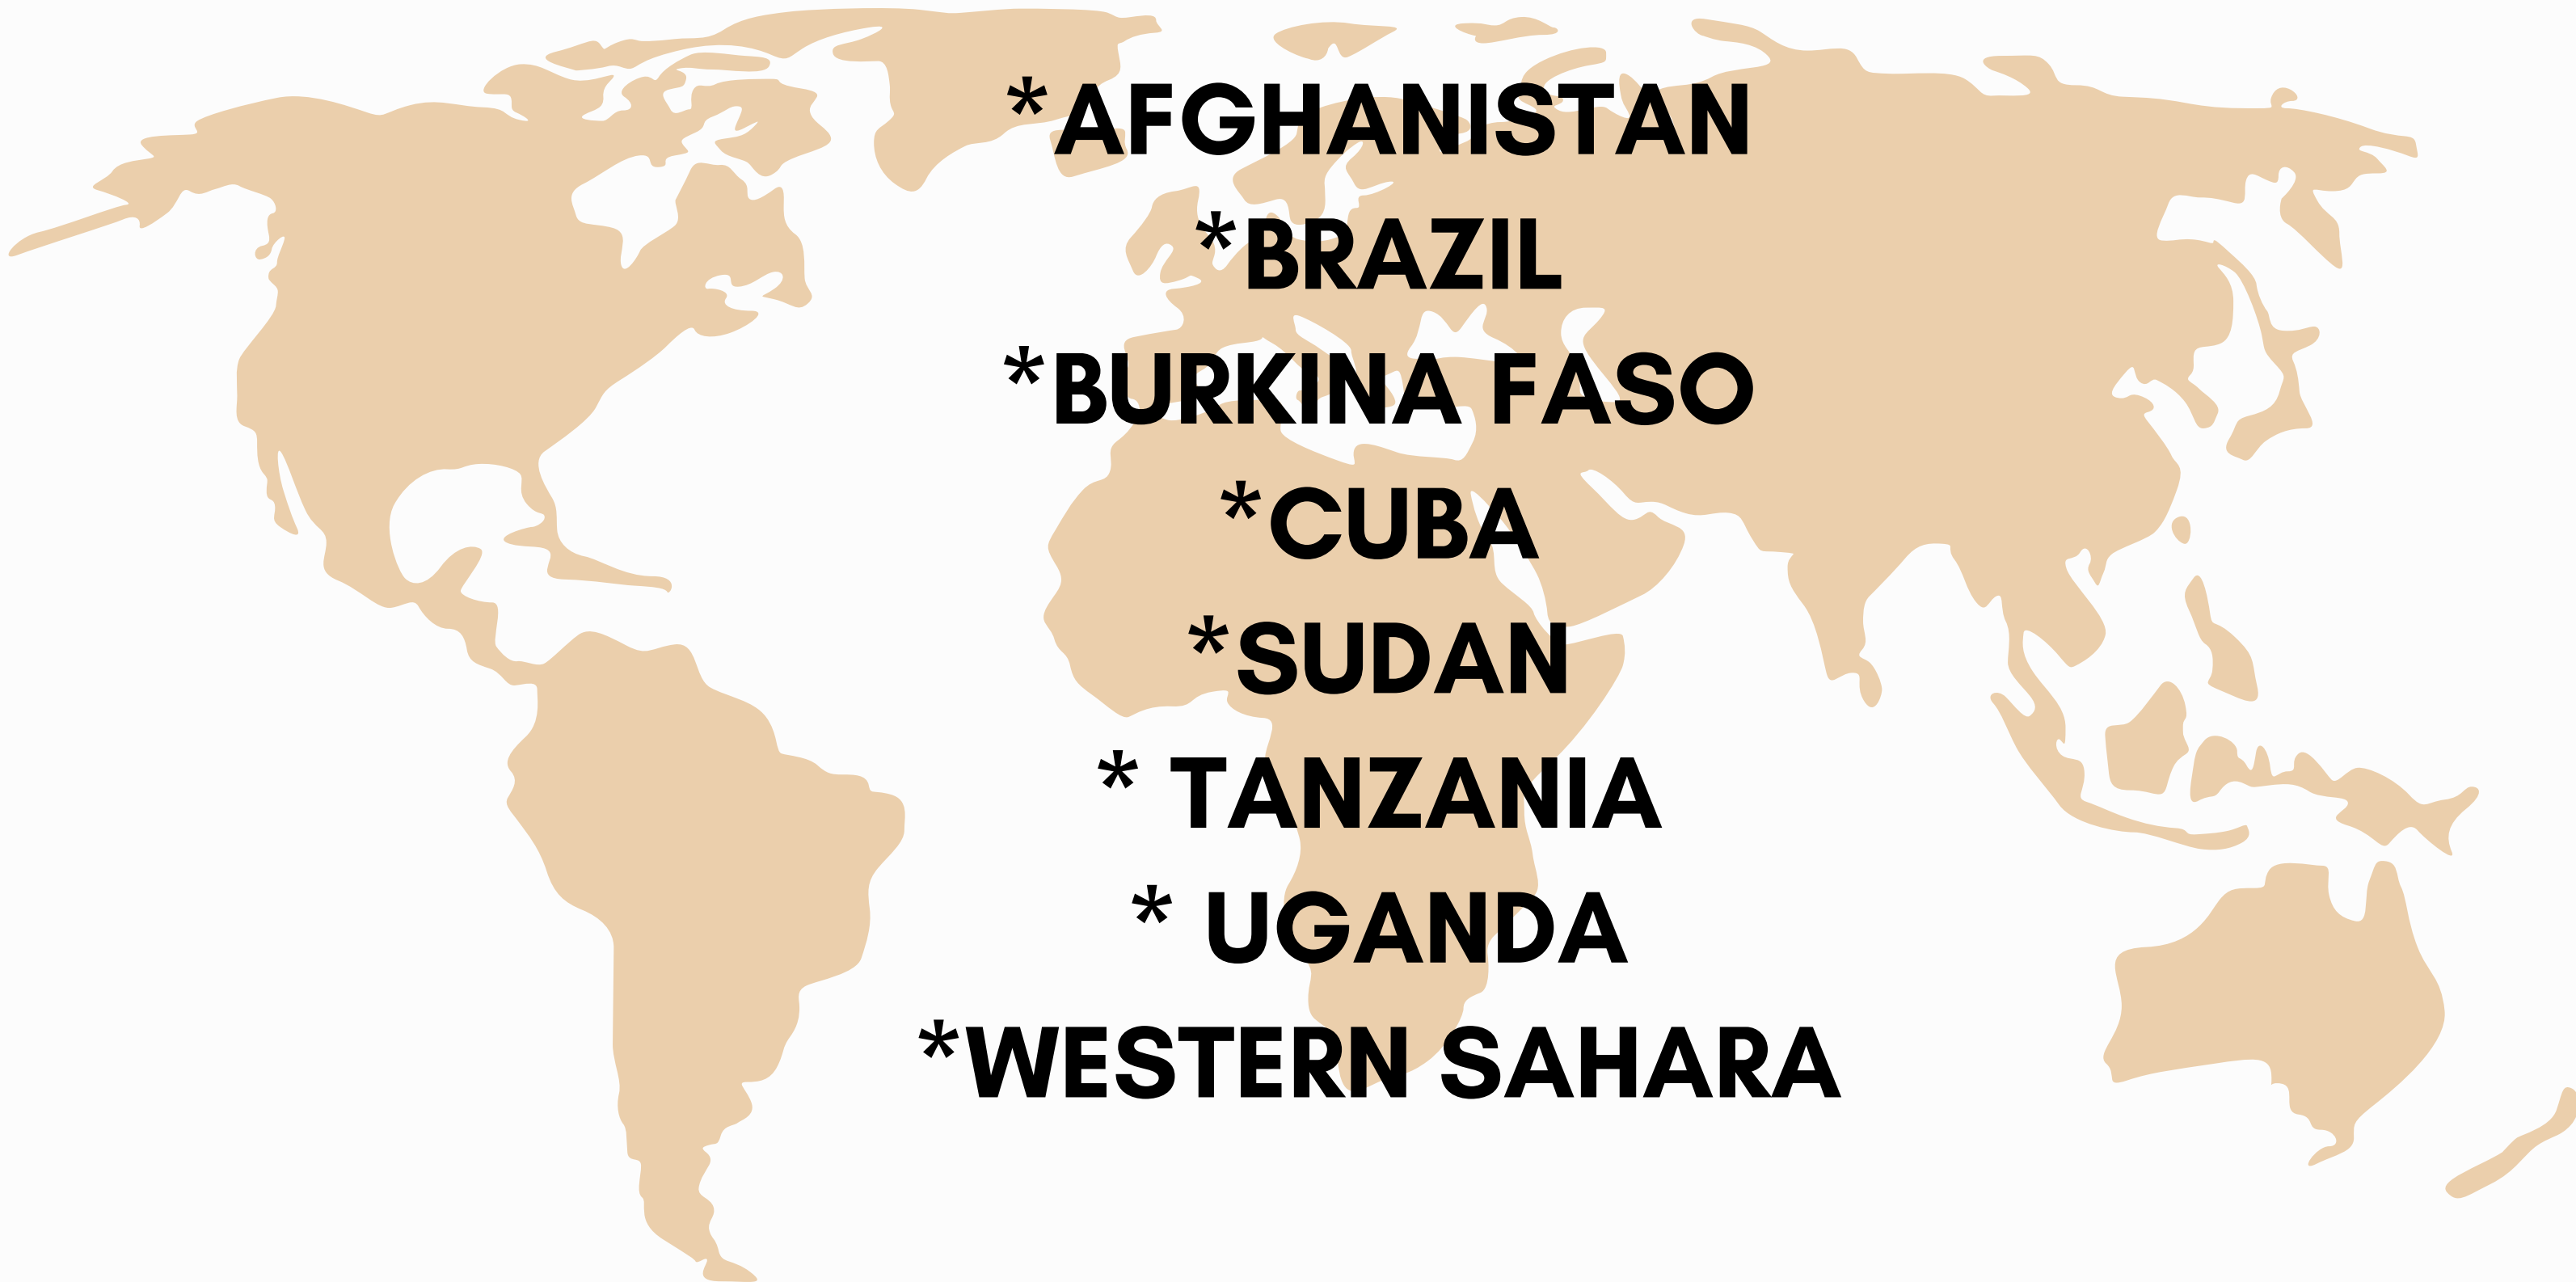 *AFGHANISTAN
*BRAZIL
*BURKINA FASO
*CUBA
*SUDAN
* TANZANIA
* UGANDA
*WESTERN SAHARA